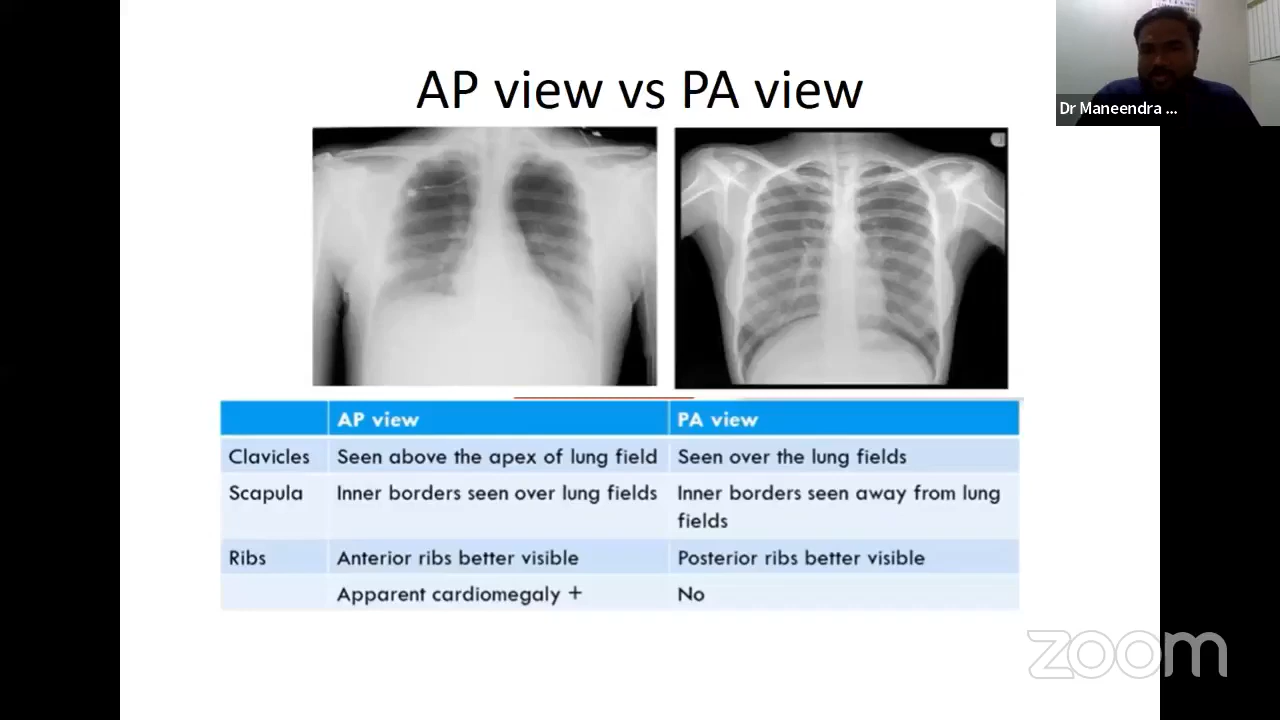 Dr Maneendra ...
AP view vs PA view
AP view PA view
Clavicles Seen above the apex of lung field Seen over the lung fields
Scapula Inner borders seen over lung fields Inner borders seen away from lung
fields
Ribs Anterior ribs better visible Posterior ribs better visible
Apparent cardiomegaly + No
zoom